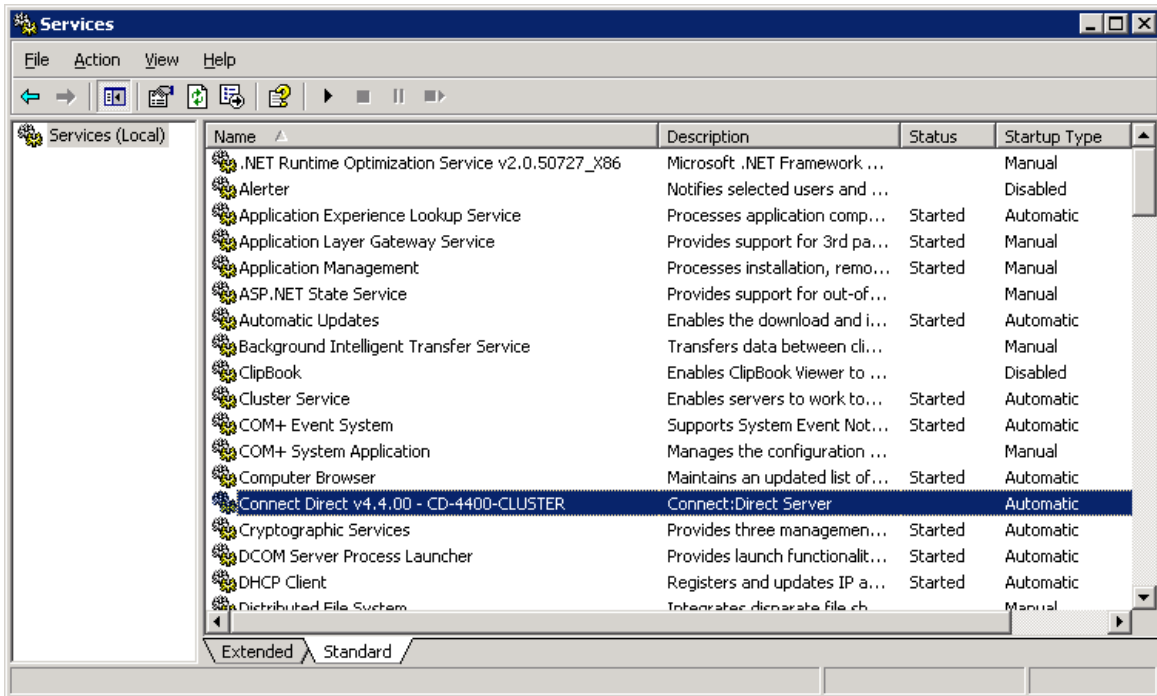 Services
File Action View Help
Services (Local)
Name Description Status Startup Type
.NET Runtime Optimization Service v2.0.50727_X86 Microsoft .NET Framework ... Manual
Alerter Notifies selected users and ... Disabled
Application Experience Lookup Service Processes application comp... Started Automatic
Application Layer Gateway Service Provides support for 3rd pa... Started Manual
Application Management Processes installation, remo... Started Manual
ASP.NET State Service Provides support for out-of... Manual
Automatic Updates Enables the download and i... Started Automatic
Background Intelligent Transfer Service Transfers data between cli... Manual
ClipBook Enables ClipBook Viewer to ... Disabled
Cluster Service Enables servers to work to... Started Automatic
COM+ Event System Supports System Event Not... Started Automatic
COM+ System Application Manages the configuration ... Manual
Computer Browser Maintains an updated list of... Started Automatic
Connect Direct v4.4.00 - CD-4400-CLUSTER Connect:Direct Server Automatic
Cryptographic Services Provides three managemen... Started Automatic
DCOM Server Process Launcher Provides launch functionalit... Started Automatic
DHCP Client Registers and updates IP a... Started Automatic
Distributed File System Integrates disparate file sh Manual
Extended Standard